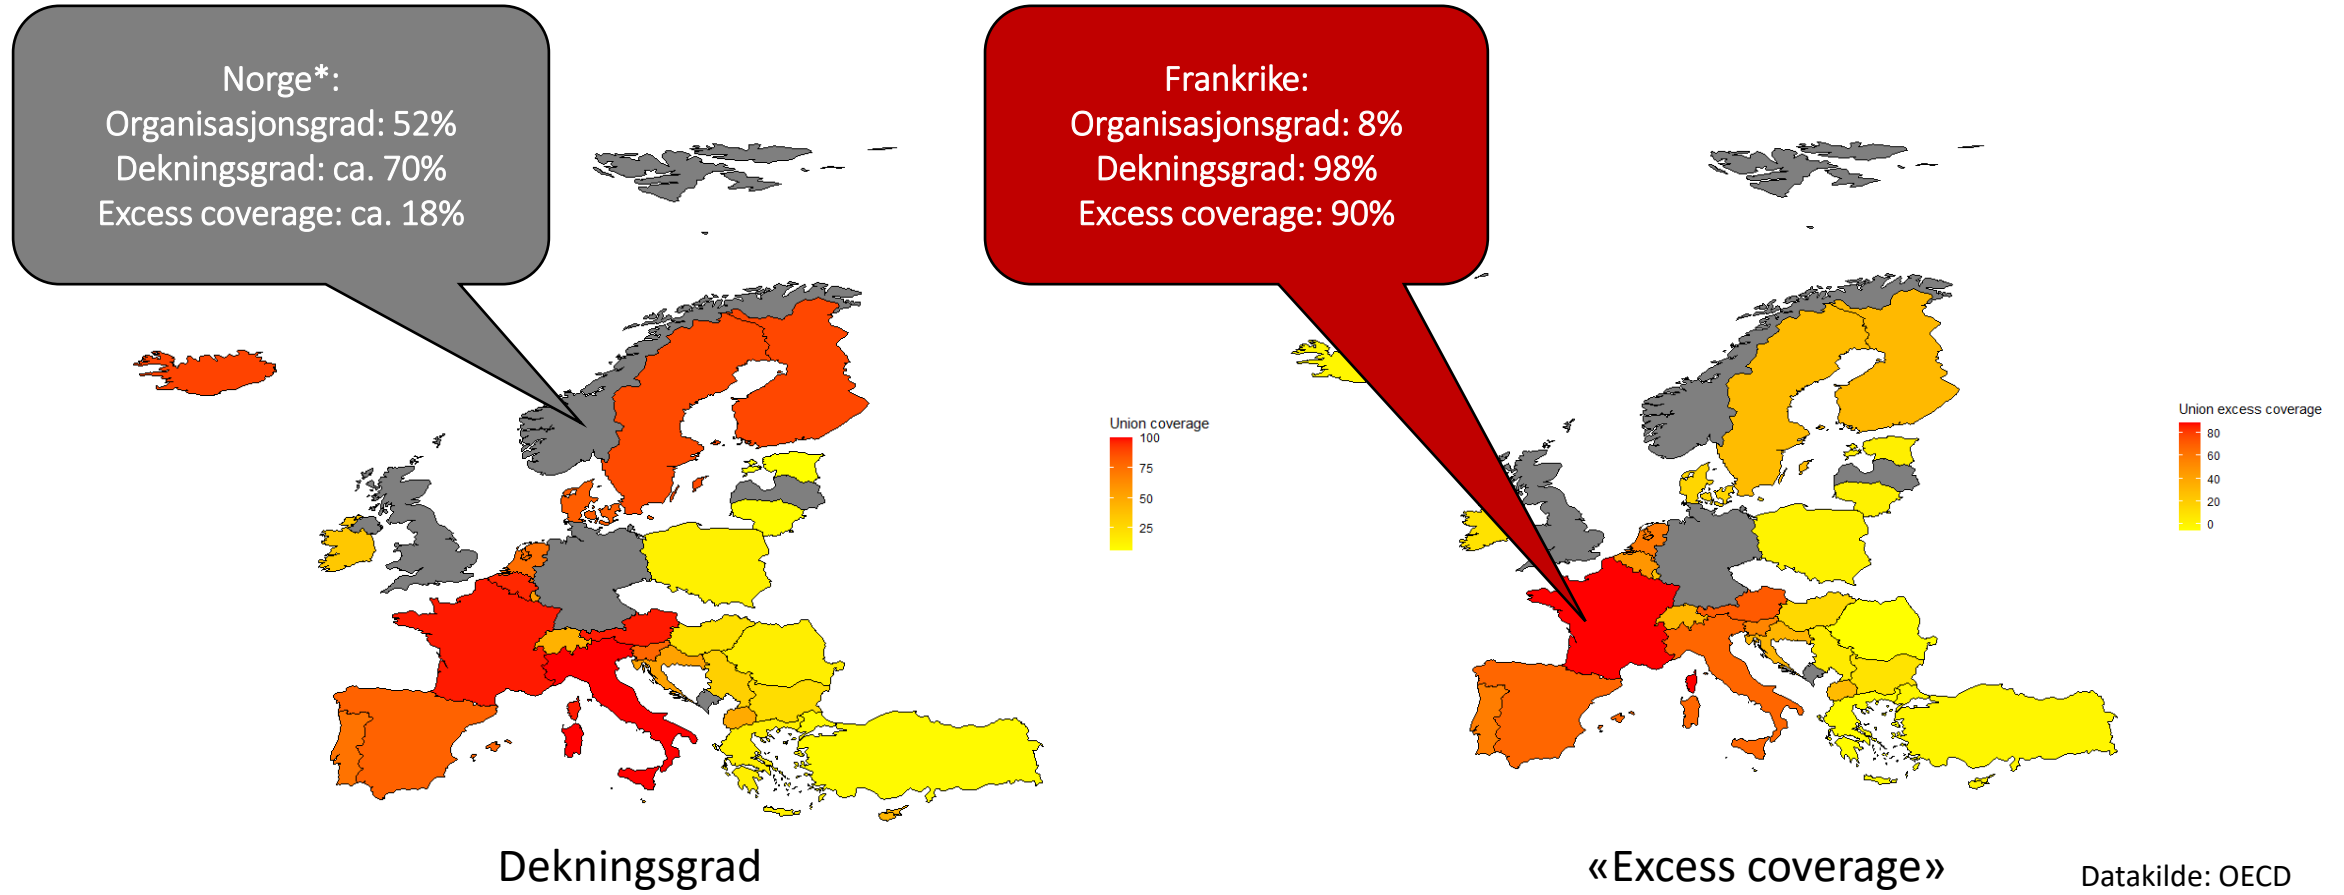 Norge*:
Organisasjonsgrad: 52%
Dekningsgrad: ca. 70%
Excess coverage: ca. 18%
Frankrike:
Organisasjonsgrad: 8%
Dekningsgrad: 98%
Excess coverage: 90%
Union coverage
100
75
50
25
Union excess coverage
80
60
40
20
0
Dekningsgrad
«Excess coverage»
Datakilde: OECD